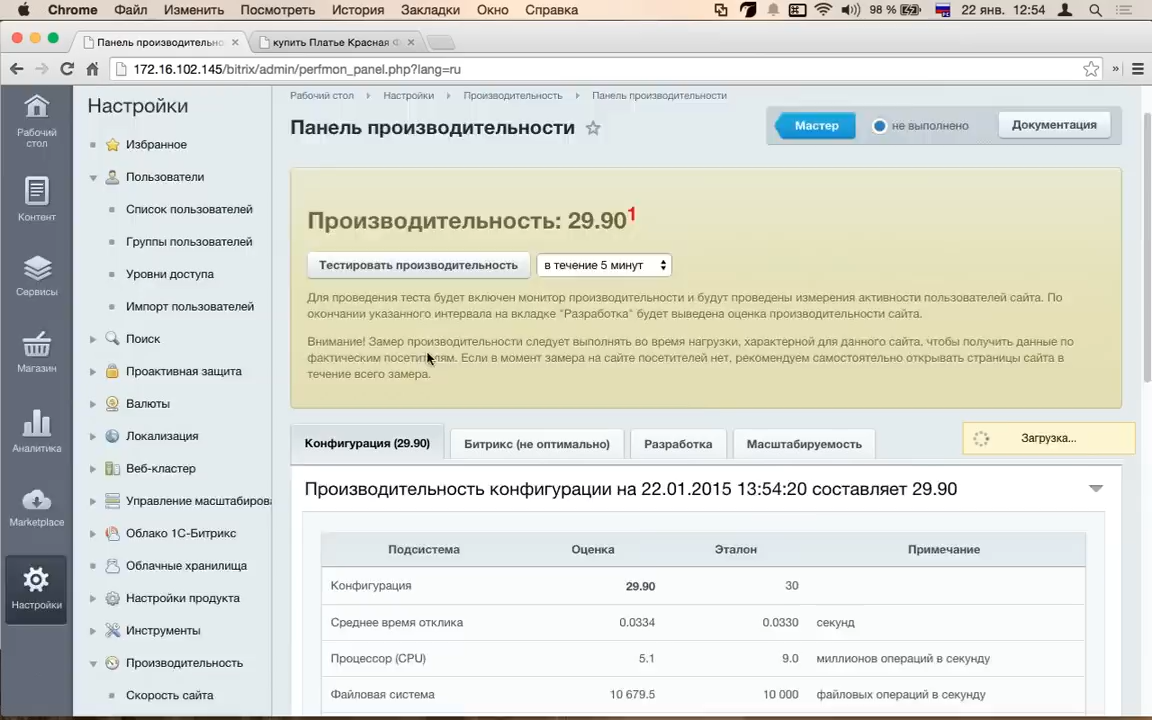 Chrome Файл Изменить Посмотреть История Закладки Окно Справка 98 % 22 янв. 12:54
Панель производительно купить Платье Красная Ф
172.16.102.145/bitrix/admin/perfmon_panel.php?lang=ru »
Рабочий стол
Контент
Сервисы
Магазин
Аналитика
Marketplace
Настройки
Настройки
Избранное
Пользователи
Список пользователей
Группы пользователей
Уровни доступа
Импорт пользователей
Поиск
Проактивная защита
Валюты
Локализация
Веб-кластер
Управление масштабирова
Облако 1С-Битрикс
Облачные хранилища
Настройки продукта
Инструменты
Производительность
Скорость сайта
Рабочий стол Настройки Производительность Панель производительности
Панель производительности
Мастер не выполнено Документация
Производительность: 29.90¹
Тестировать производительность в течение 5 минут
Для проведения теста будет включен монитор производительности и будут проведены измерения активности пользователей сайта. По
окончании указанного интервала на вкладке "Разработка" будет выведена оценка производительности сайта.
Внимание! Замер производительности следует выполнять во время нагрузки, характерной для данного сайта, чтобы получить данные по
фактическим посетителям. Если в момент замера на сайте посетителей нет, рекомендуем самостоятельно открывать страницы сайта в
течение всего замера.
Конфигурация (29.90) Битрикс (не оптимально) Разработка Масштабируемость
Загрузка...
Производительность конфигурации на 22.01.2015 13:54:20 составляет 29.90
Подсистема Оценка Эталон Примечание
Конфигурация 29.90 30
Среднее время отклика 0.0334 0.0330 секунд
Процессор (CPU) 5.1 9.0 миллионов операций в секунду
Файловая система 10 679.5 10 000 файловых операций в секунду